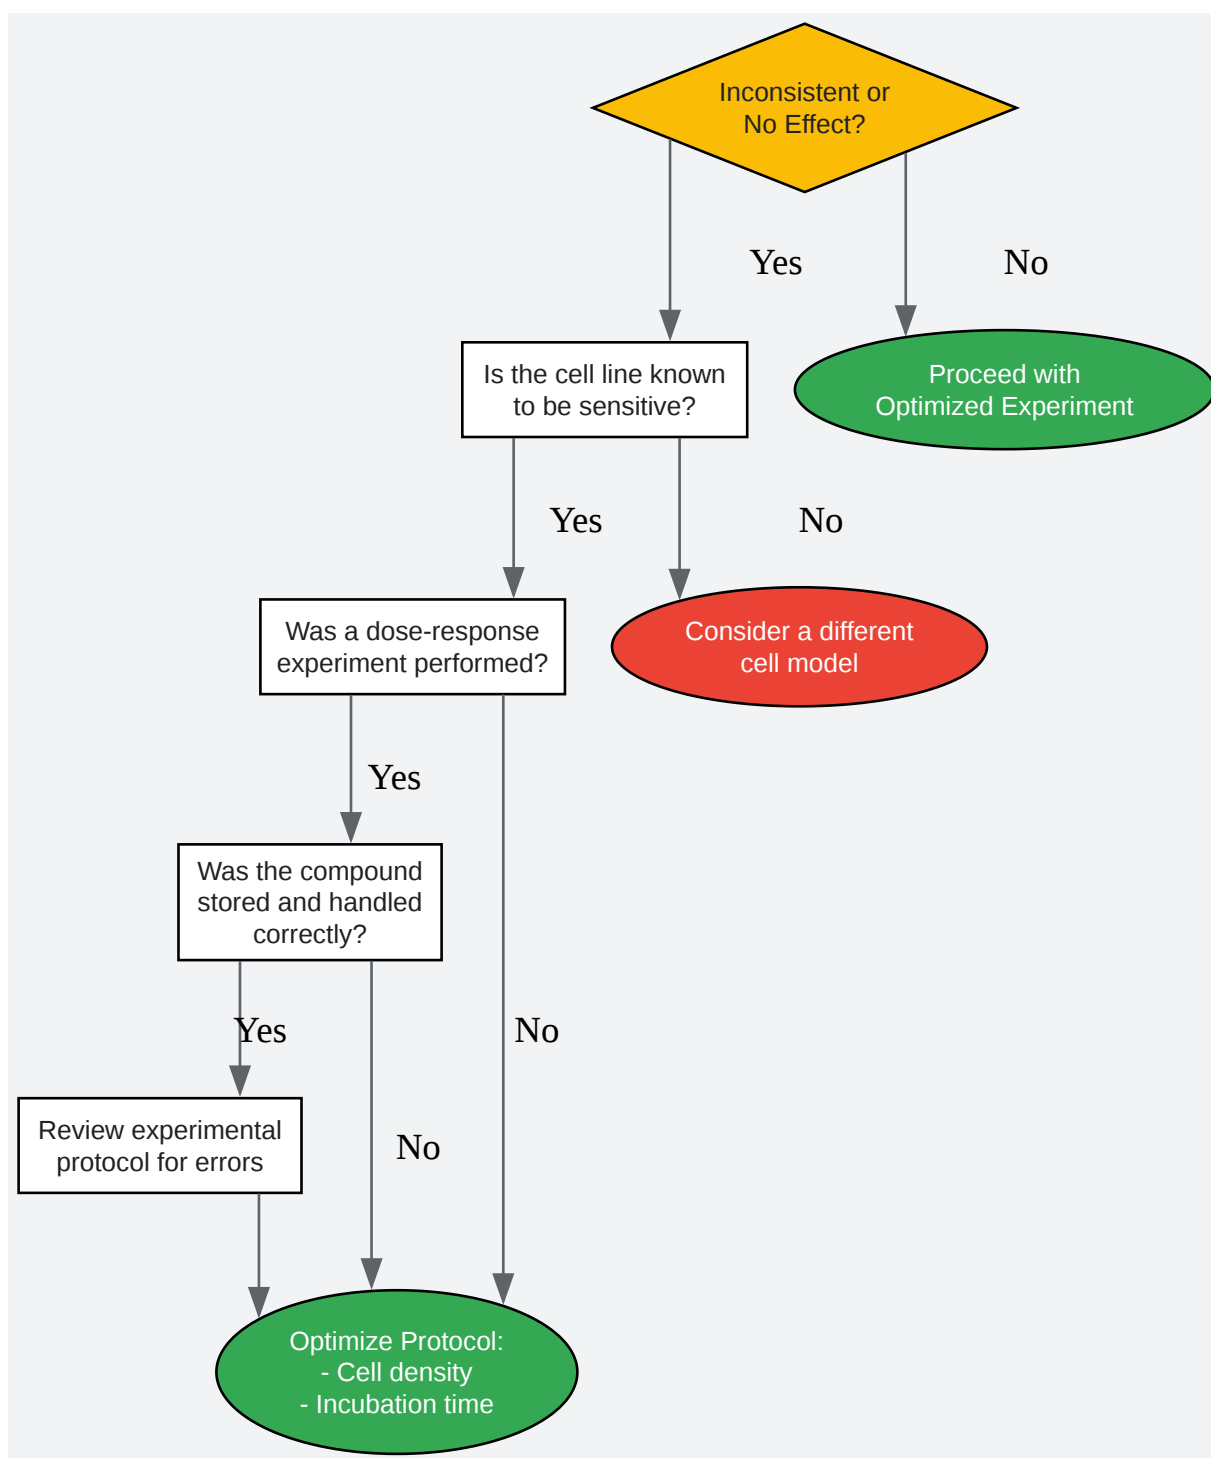 Inconsistent or
No Effect?
Yes
No
Is the cell line known
to be sensitive?
Proceed with
Optimized Experiment
Yes
No
Was a dose-response
experiment performed?
Consider a different
cell model
Yes
Was the compound
stored and handled
correctly?
Yes
No
Review experimental
protocol for errors
No
Optimize Protocol:
- Cell density
- Incubation time